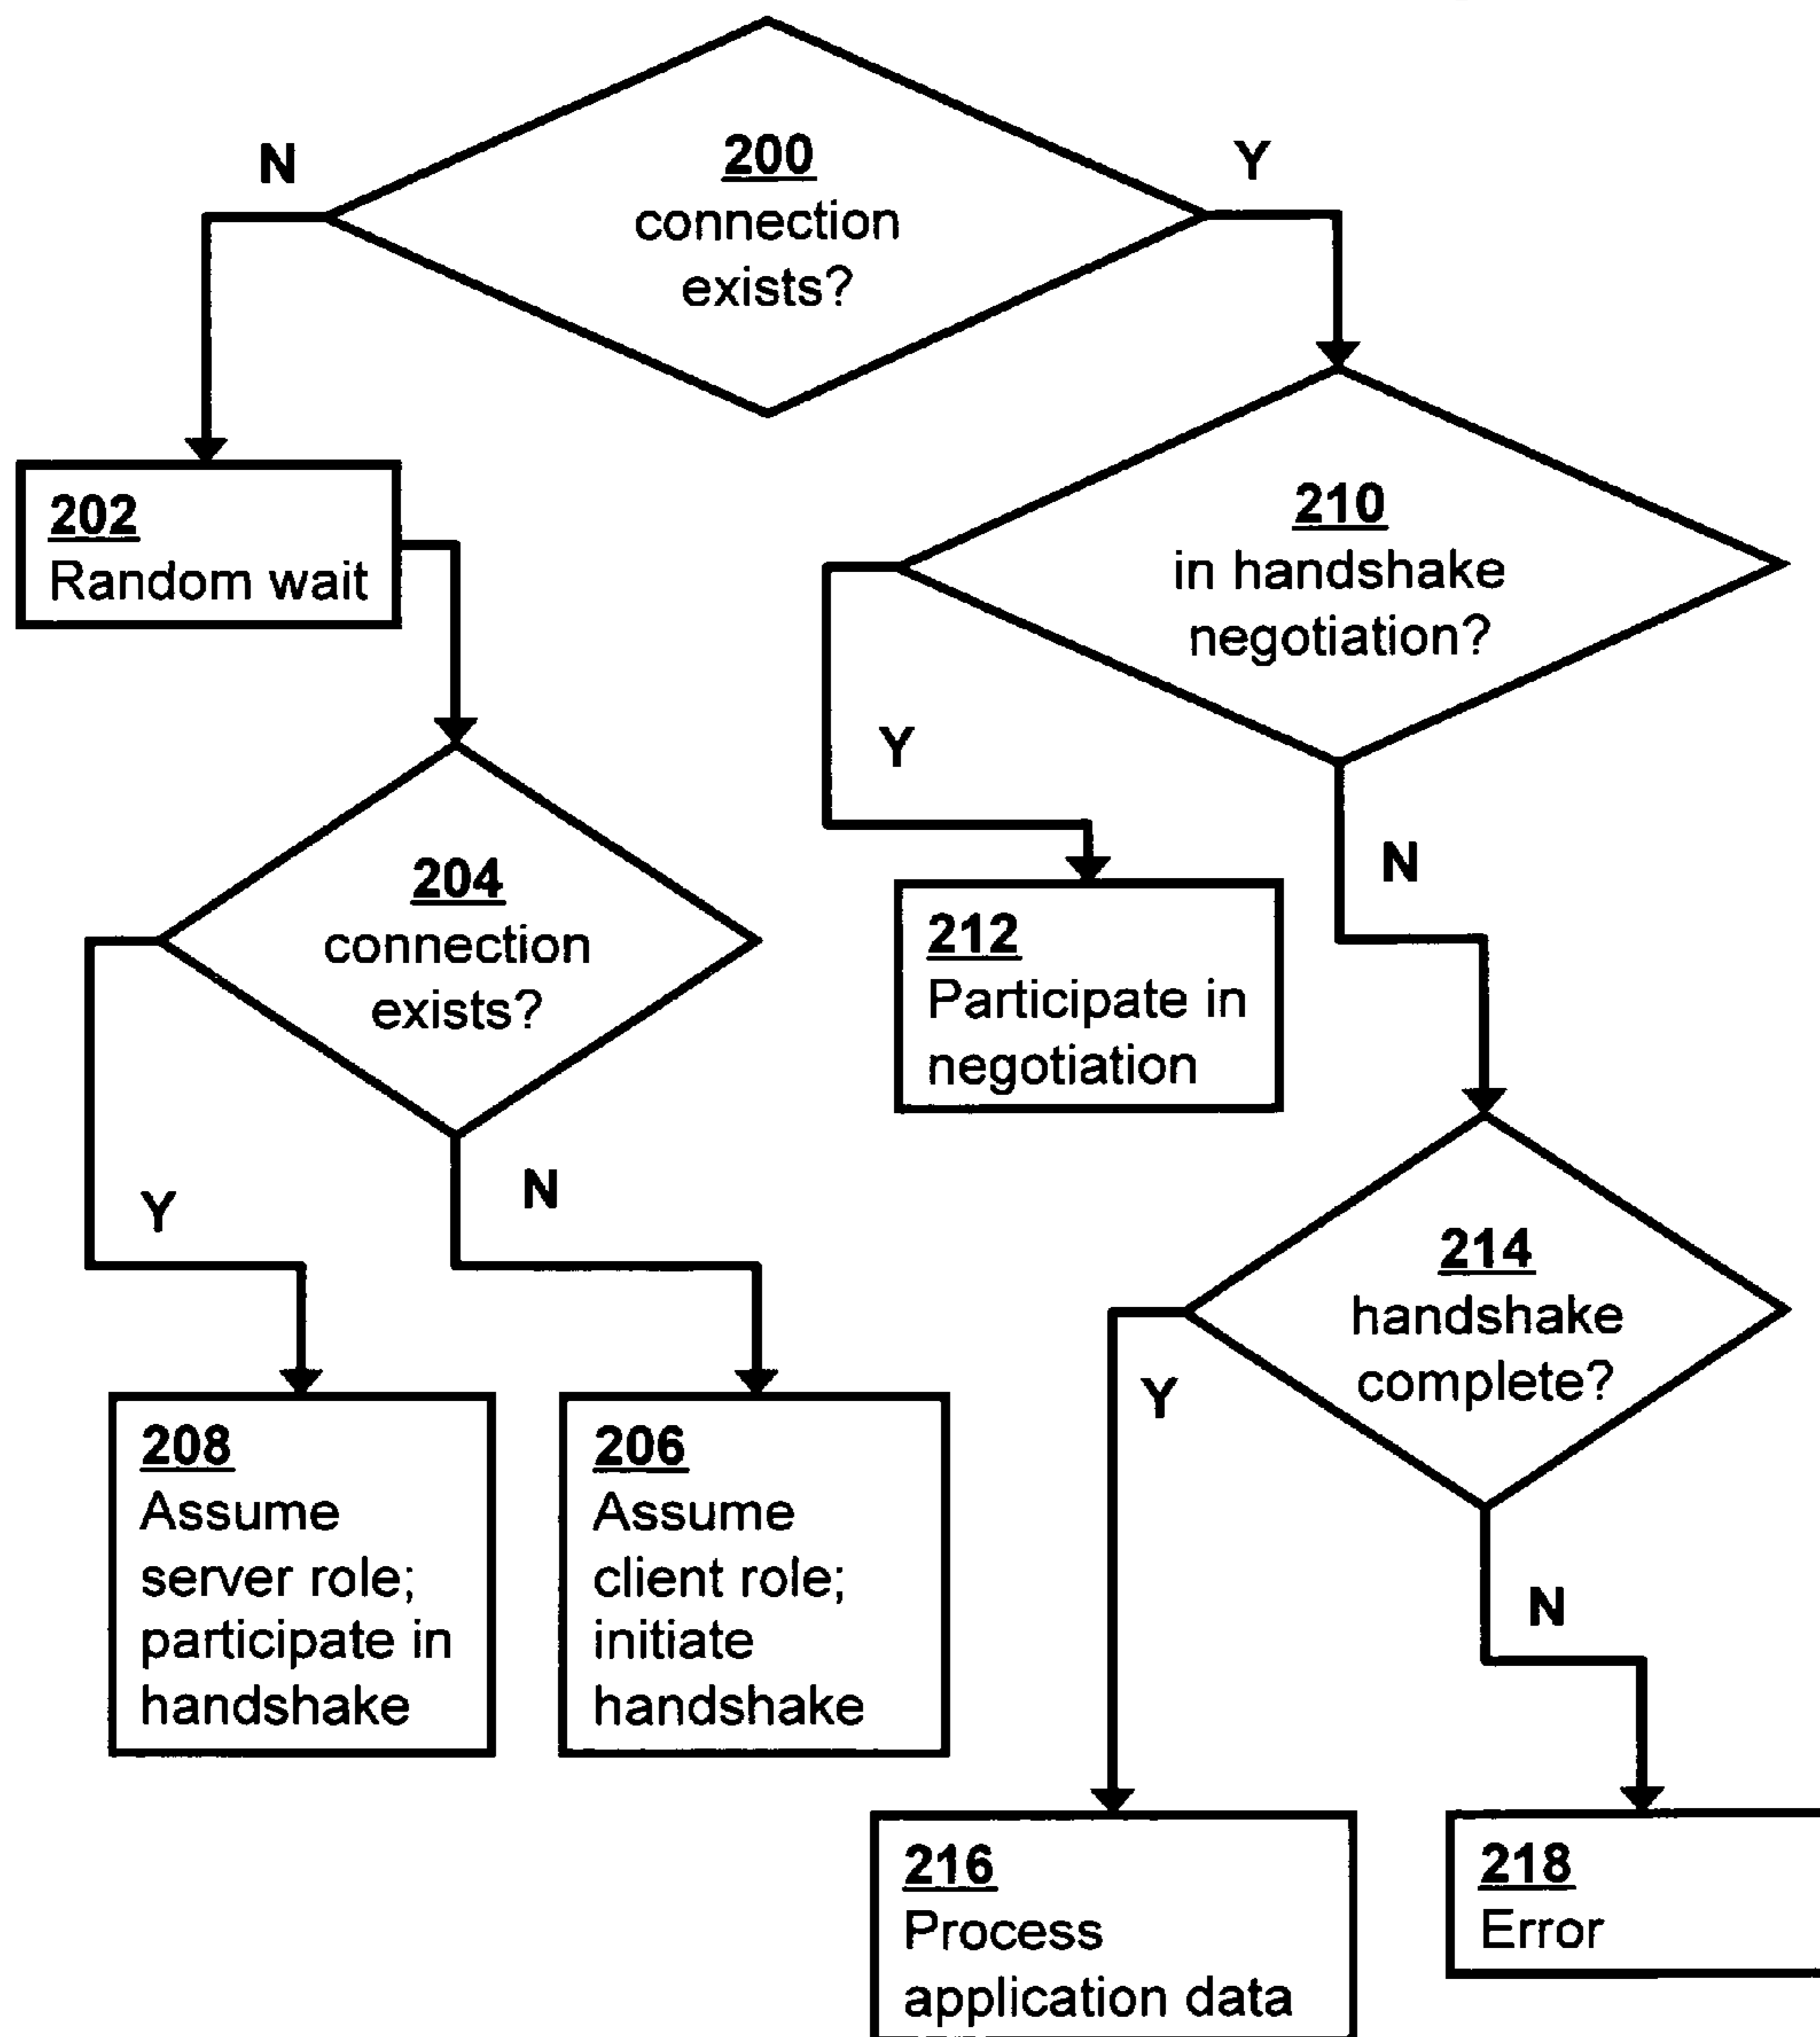 200
connection
exists?
N
Y
202
Random wait
210
in handshake
negotiation?
Y
N
204
connection
exists?
212
Participate in
negotiation
Y
N
214
handshake
complete?
Y
N
208
Assume
server role;
participate in
handshake
206
Assume
client role;
initiate
handshake
216
Process
application data
218
Error